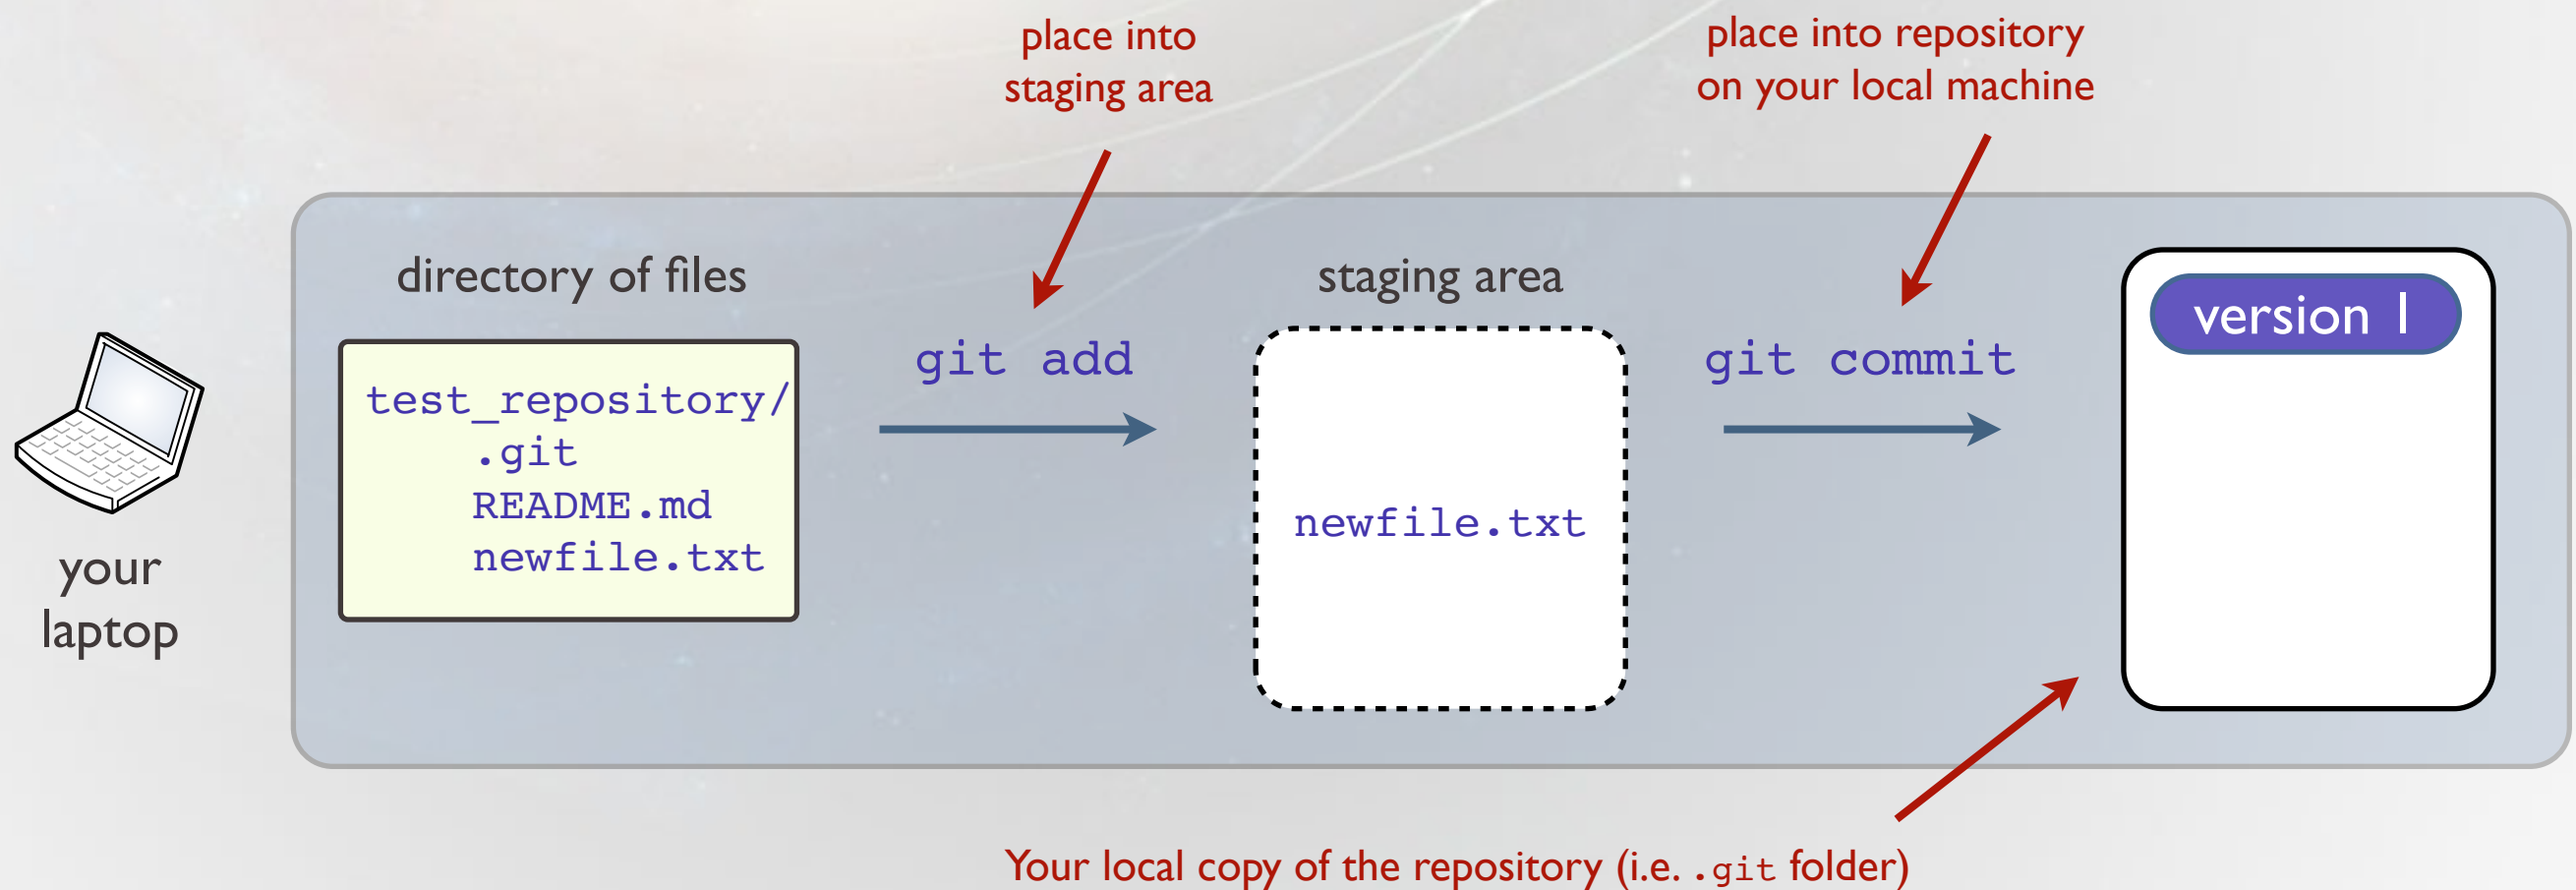 place into
staging area
place into repository
on your local machine
directory of files
staging area
version 1
git add
git commit
test_repository/
.git
README.md
newfile.txt
newfile.txt
your
laptop
Your local copy of the repository (i.e. .git folder)